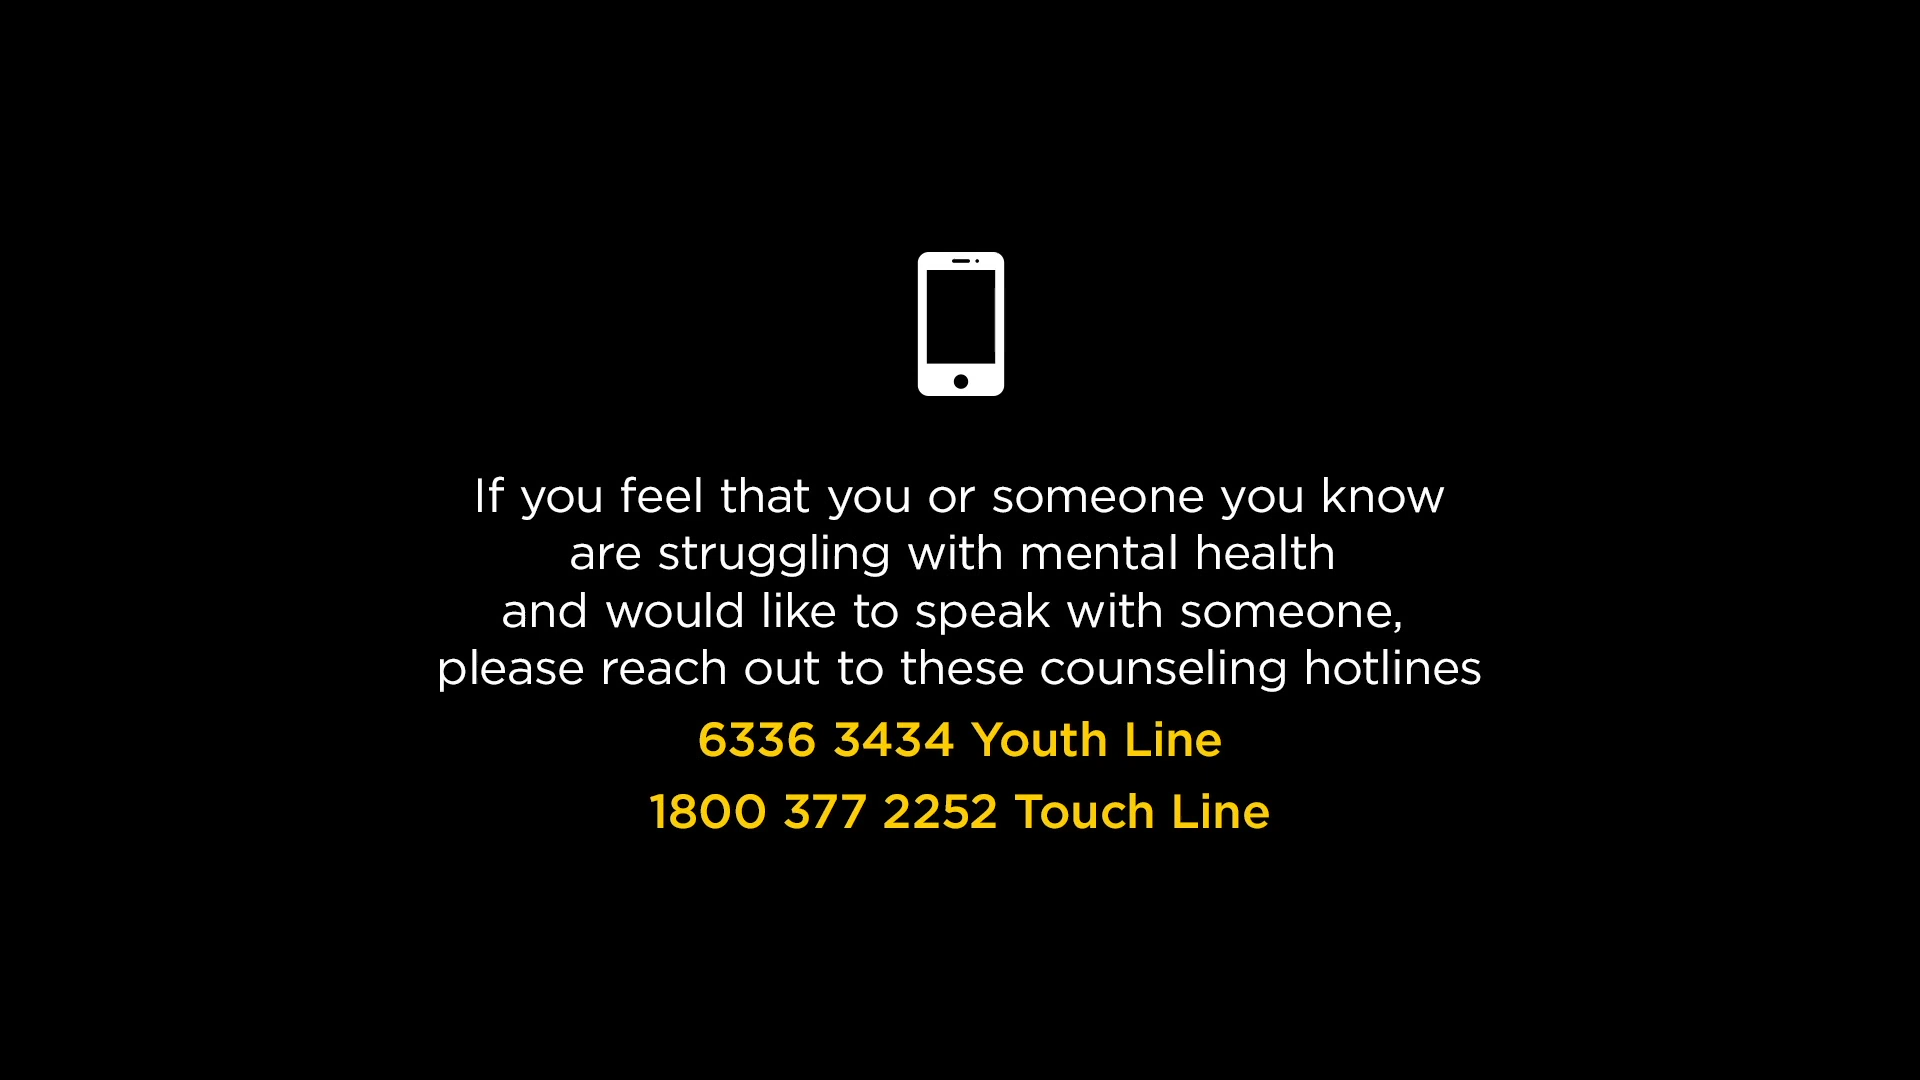 If you feel that you or someone you know
are struggling with mental health
and would like to speak with someone,
please reach out to these counseling hotlines
6336 3434 Youth Line
1800 377 2252 Touch Line